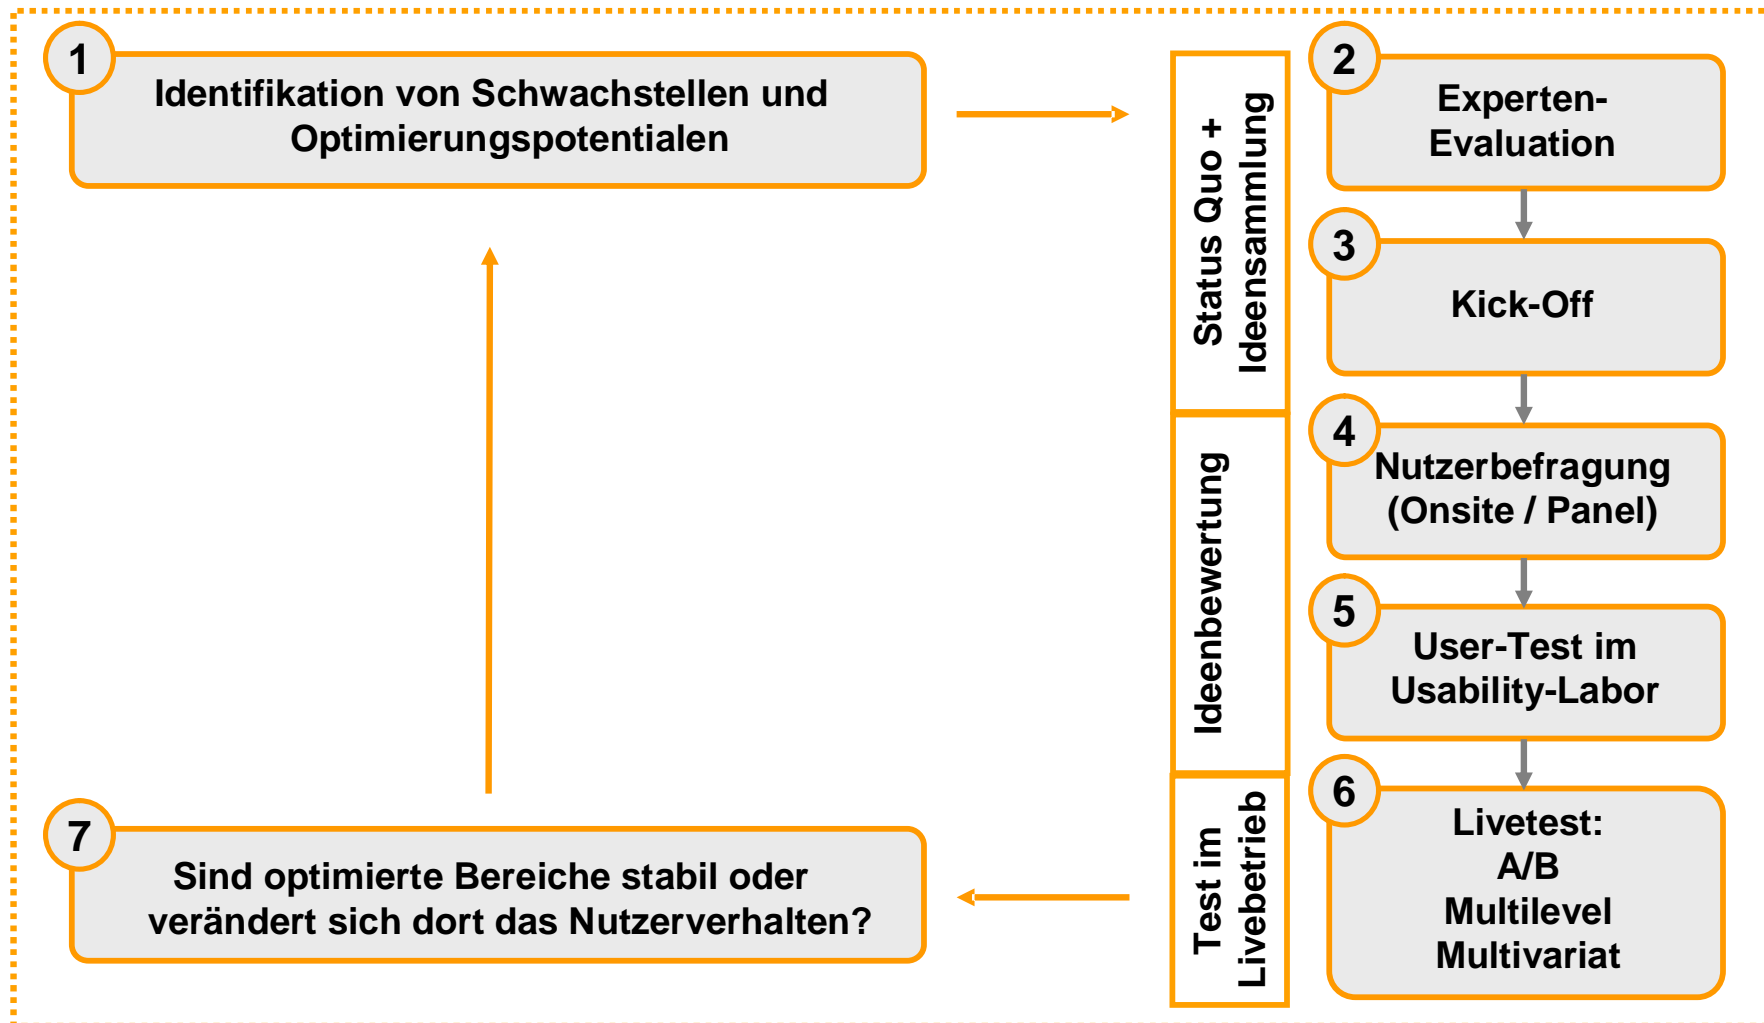 1
Identifikation von Schwachstellen und
Optimierungspotentialen
Status Quo +
Ideensammlung
2
Experten-
Evaluation
3
Kick-Off
Ideenbewertung
4
Nutzerbefragung
(Onsite / Panel)
5
User-Test im
Usability-Labor
Test im
Livebetrieb
6
Livetest:
A/B
Multilevel
Multivariat
7
Sind optimierte Bereiche stabil oder
verändert sich dort das Nutzerverhalten?